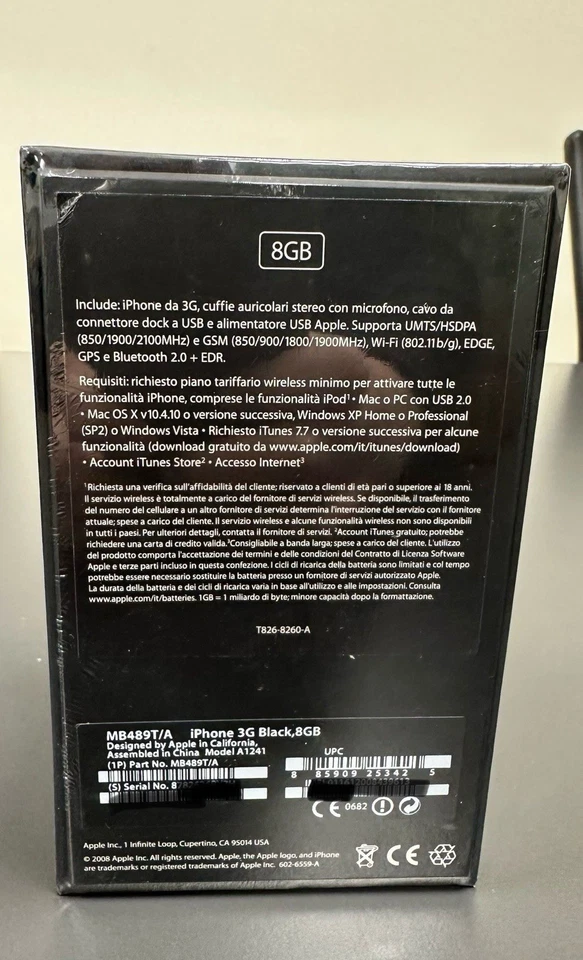 8GB
Include: iPhone da 3G, cuffie auricolari stereo con microfono, cavo da
connettore dock a USB e alimentatore USB Apple. Supporta UMTS/HSDPA
(850/1900/2100MHz) e GSM (850/900/1800/1900MHz), Wi-Fi (802.11b/g), EDGE,
GPS e Bluetooth 2.0 + EDR.
Requisiti: richiesto piano tariffario wireless minimo per attivare tutte le
funzionalità iPhone, comprese le funzionalità iPod¹ • Mac o PC con USB 2.0
• Mac OS X v10.4.10 o versione successiva, Windows XP Home o Professional
(SP2) o Windows Vista • Richiesto iTunes 7.7 o versione successiva per alcune
funzionalità (download gratuito da www.apple.com/it/itunes/download)
• Account iTunes Store² • Accesso Internet³
¹Richiesta una verifica sull'affidabilità del cliente; riservato a clienti di età pari o superiore ai 18 anni.
Il servizio wireless è totalmente a carico del fornitore di servizi wireless. Se disponibile, il trasferimento
del numero del cellulare a un altro fornitore di servizi determina l'interruzione del servizio con il fornitore
attuale; spese a carico del cliente. Il servizio wireless e alcune funzionalità wireless non sono disponibili
in tutti i paesi. Per ulteriori dettagli, contatta il fornitore di servizi. ²Account iTunes gratuito; potrebbe
richiedere una carta di credito valida.³Consigliabile a banda larga; spese a carico del cliente. L'utilizzo
del prodotto comporta l'accettazione dei termini e delle condizioni del Contratto di Licenza Software
Apple e terze parti incluso in questa confezione. I cicli di ricarica della batteria sono limitati e col tempo
potrebbe essere necessario sostituire la batteria presso un fornitore di servizi autorizzato Apple.
La durata della batteria e dei cicli di ricarica varia in base all'utilizzo e alle impostazioni. Consulta
www.apple.com/it/batteries. 1GB = 1 miliardo di byte; minore capacità dopo la formattazione.
T826-8260-A
MB489T/A iPhone 3G Black,8GB
Designed by Apple in California,
Assembled in China Model A1241
(1P) Part No. MB489T/A
(S) Serial No. 8
UPC
8 85909 25342 5
CE 0682
Apple Inc., 1 Infinite Loop, Cupertino, CA 95014 USA
© 2008 Apple Inc. All rights reserved. Apple, the Apple logo, and iPhone
are trademarks or registered trademarks of Apple Inc. 602-6559-A
CE